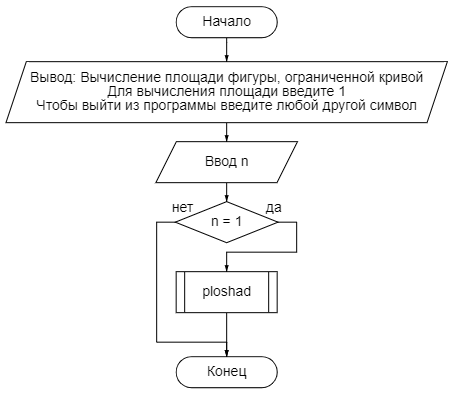 Начало
Вывод: Вычисление площади фигуры, ограниченной кривой
Для вычисления площади введите 1
Чтобы выйти из программы введите любой другой символ
Ввод n
нет
да
n = 1
ploshad
Конец